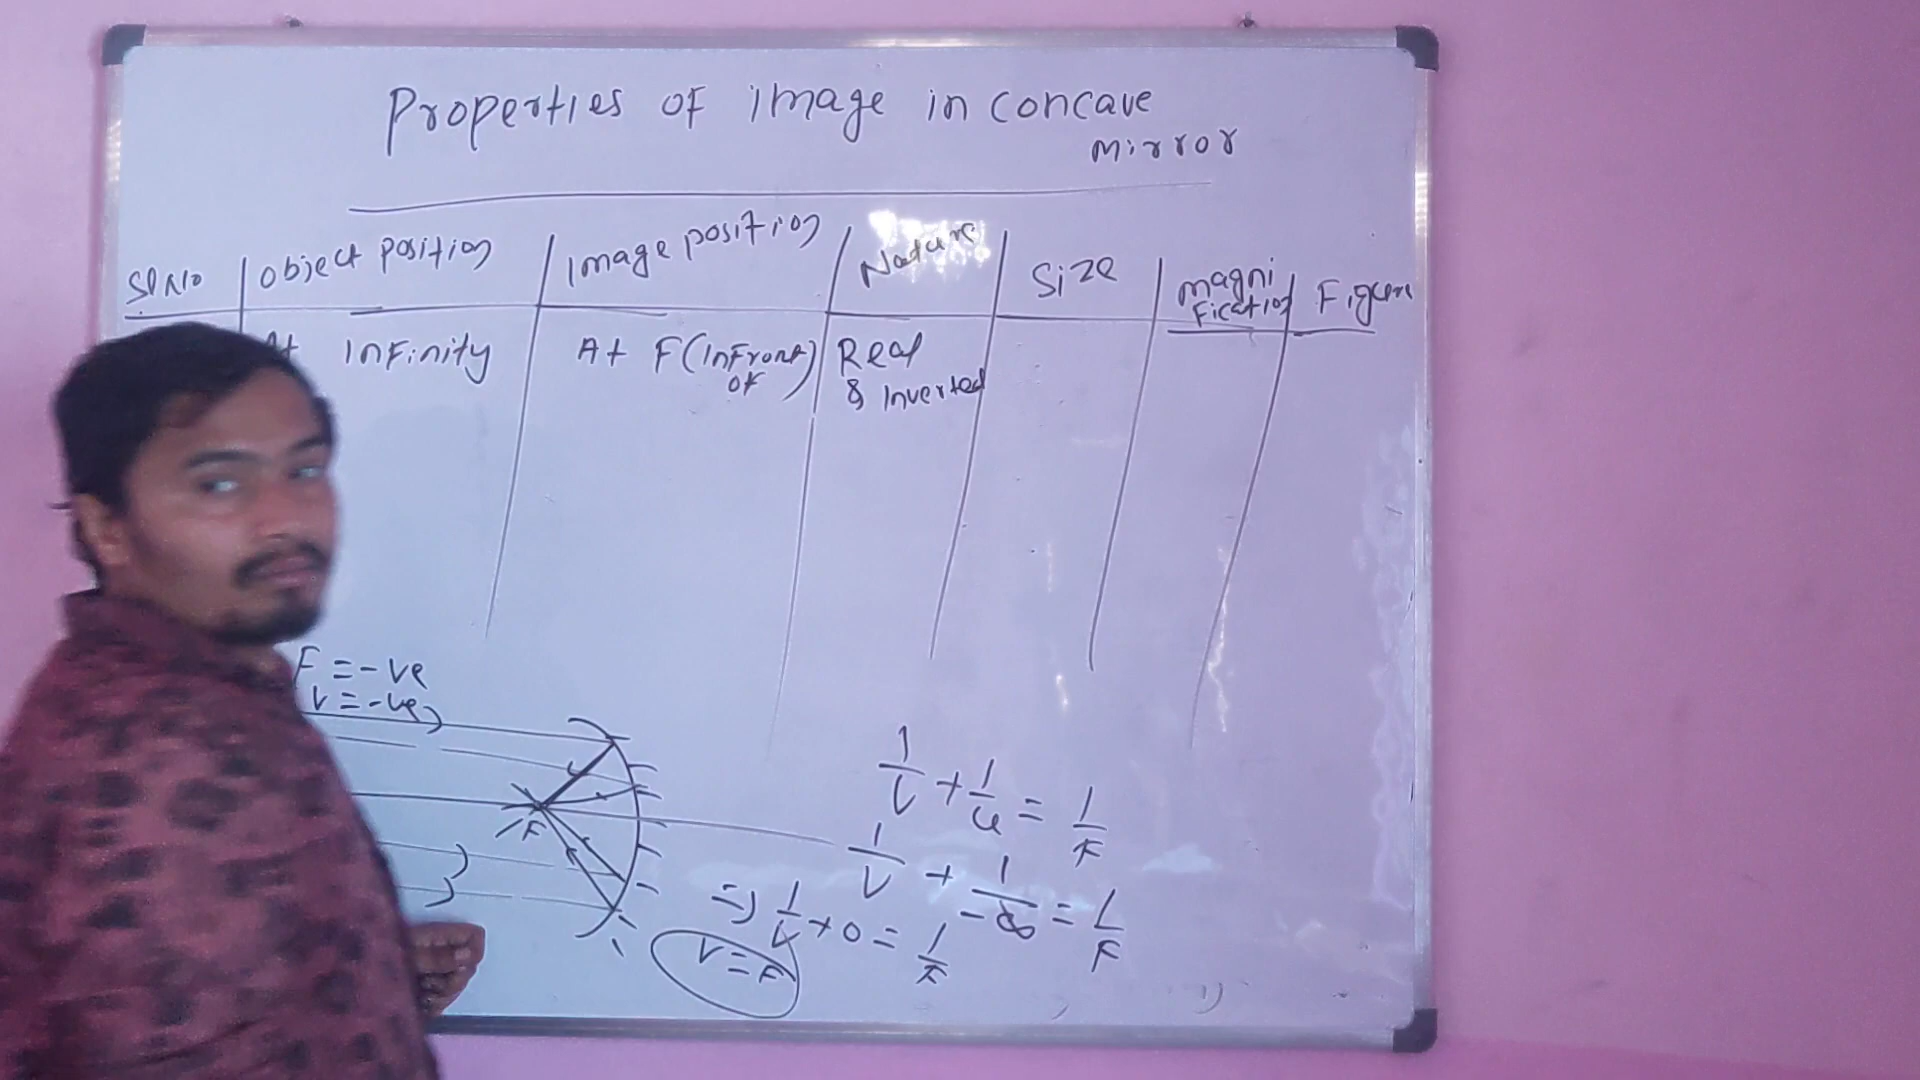 Properties of image in concave
mirror
Sl No
object position
Image position
Nature
Size
magni
fication
Figure
Infinity
At F (Infront
of)
Real
& Inverted
F = -ve
V = -ve
F
1/v + 1/u = 1/F
1/v + 1/-∞ = 1/F
=> 1/v + 0 = 1/F
V = F